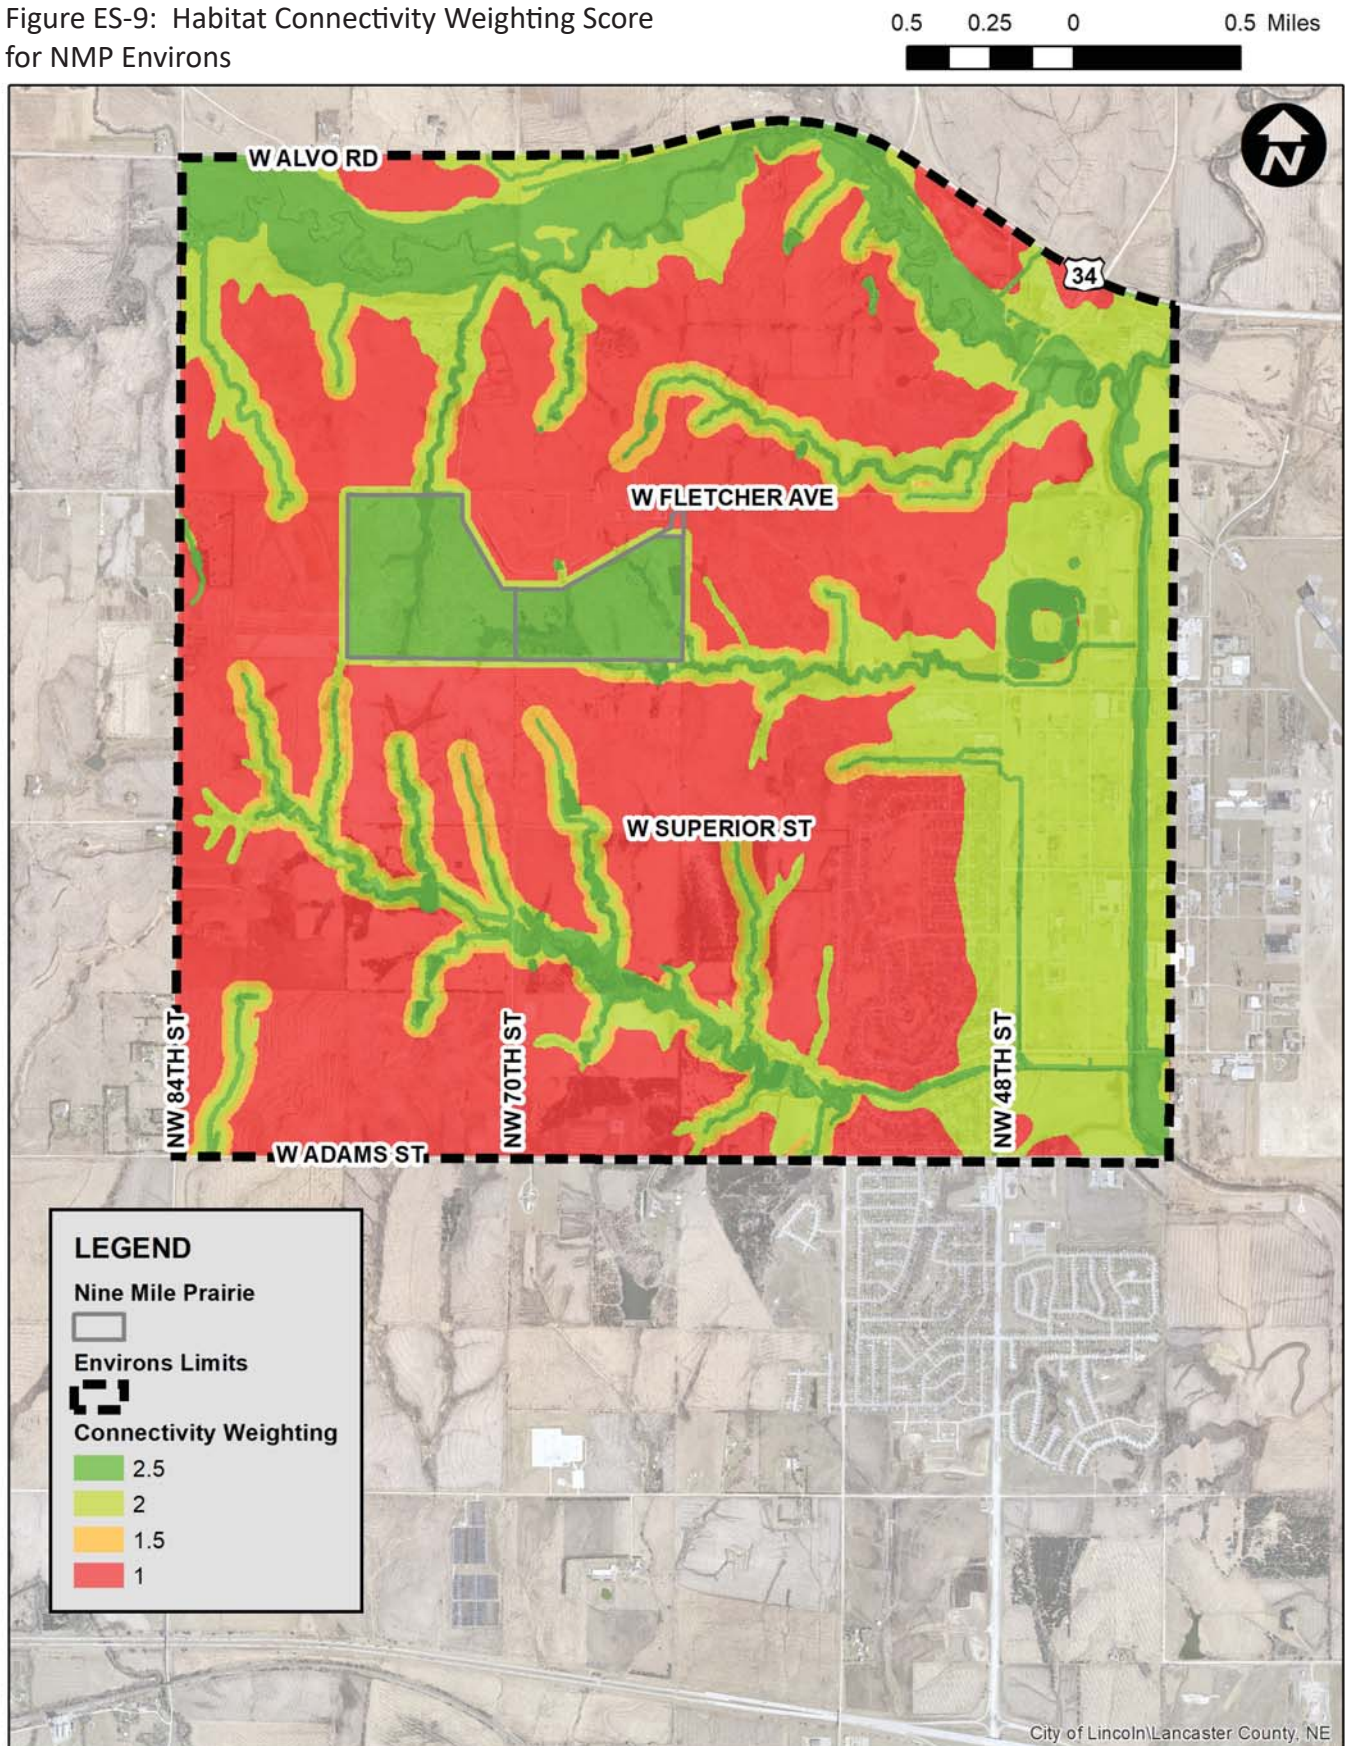 Figure ES-9: Habitat Connectivity Weighting Score
for NMP Environs
0.5 0.25 0 0.5 Miles
N
W ALVO RD
34
W FLETCHER AVE
W SUPERIOR ST
NW 84TH ST
NW 70TH ST
NW 48TH ST
W ADAMS ST
LEGEND
Nine Mile Prairie
Environs Limits
Connectivity Weighting
2.5
2
1.5
1
City of Lincoln\Lancaster County, NE